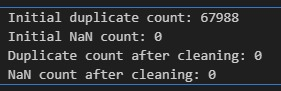 Initial duplicate count: 67988
Initial NaN count: 0
Duplicate count after cleaning: 0
NaN count after cleaning: 0